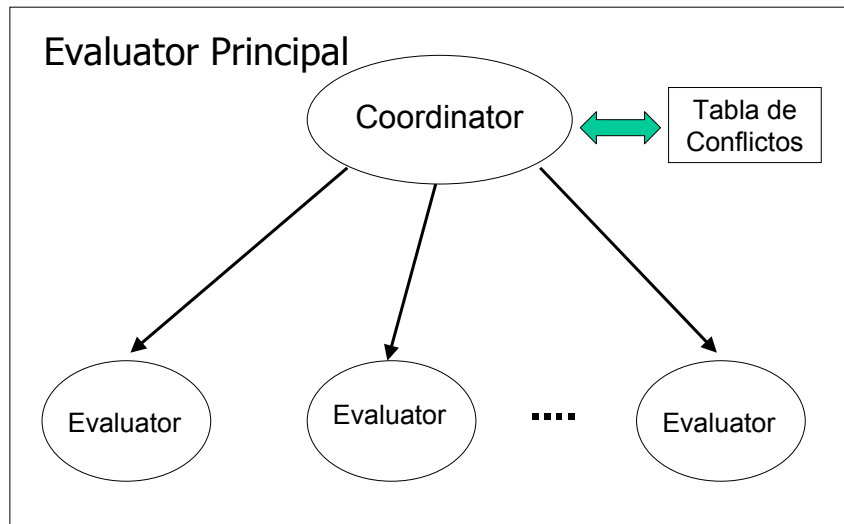 Evaluator Principal
Coordinator
Tabla de
Conflictos
Evaluator
Evaluator
....
Evaluator